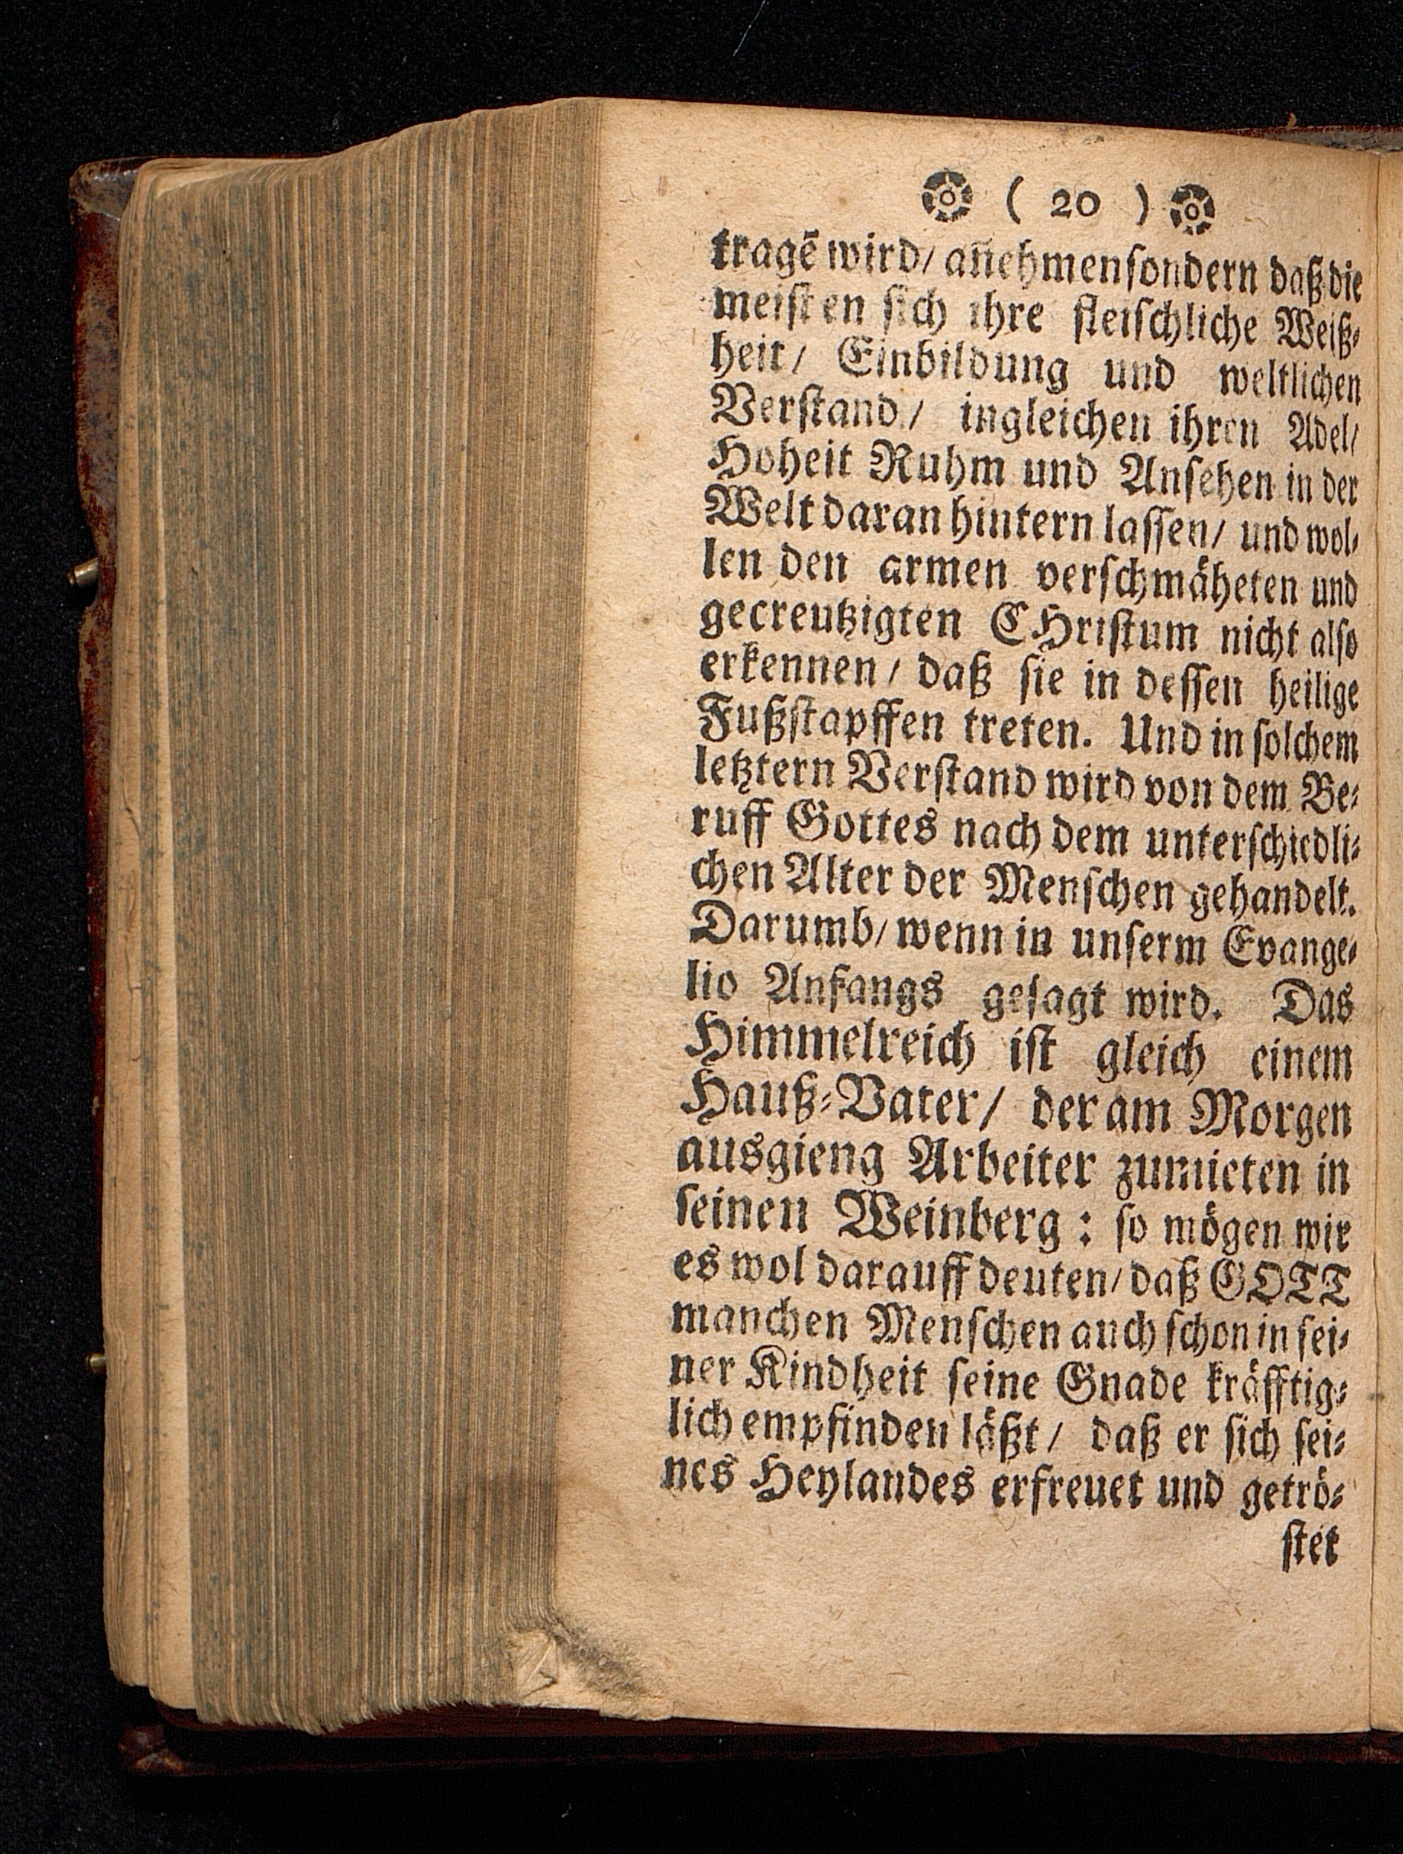 ( 20 )
tragē wird/ an̄ehmensondern daß die
meisten sich ihre fleischliche Weiß-
heit/ Einbildung und weltlichen
Verstand/ ingleichen ihren Adel/
Hoheit Ruhm und Ansehen in der
Welt daran hintern lassen/ und wol-
len den armen verschmäheten und
gecreutzigten CHristum nicht also
erkennen/ daß sie in dessen heilige
Fußstapffen treten. Und in solchem
letztern Verstand wird von dem Be-
ruff Gottes nach dem unterschiedli-
chen Alter der Menschen gehandelt.
Darumb/ wenn in unserm Evange-
lio Anfangs gesagt wird. Das
Himmelreich ist gleich einem
Hauß-Vater/ der am Morgen
ausgieng Arbeiter zumieten in
seinen Weinberg: so mögen wir
es wol darauff deuten/ daß GOTT
manchen Menschen auch schon in sei-
ner Kindheit seine Gnade kräfftig-
lich empfinden läßt/ daß er sich sei-
nes Heylandes erfreuet und getrö-
stet